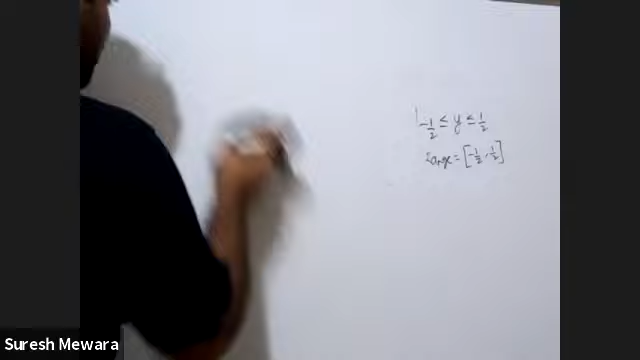 -1/2 ≤ y ≤ 1/2
Range = [-1/2, 1/2]
Suresh Mewara